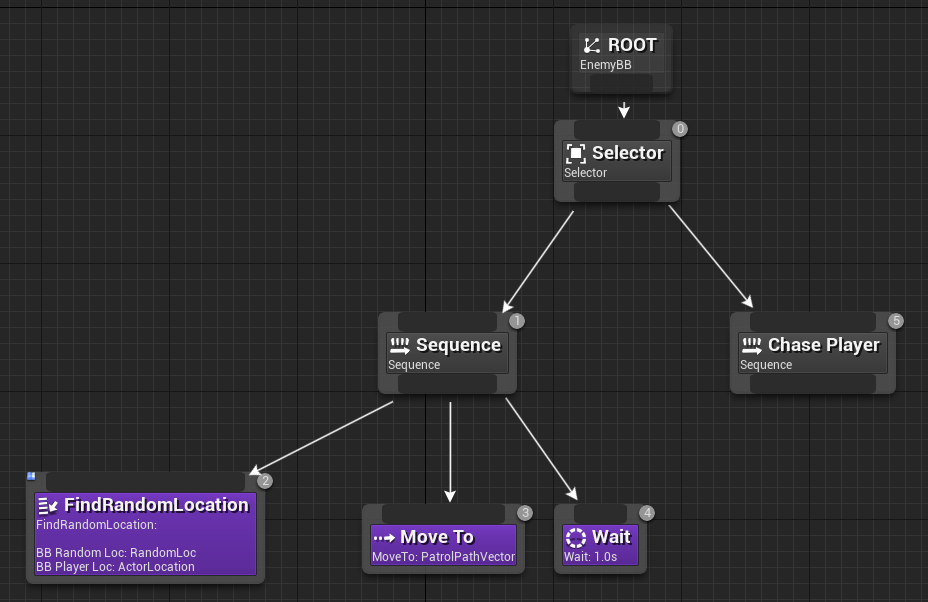 ROOT
EnemyBB
0
Selector
Selector
1
Sequence
Sequence
5
Chase Player
Sequence
2
FindRandomLocation
FindRandomLocation:
BB Random Loc: RandomLoc
BB Player Loc: ActorLocation
3
Move To
MoveTo: PatrolPathVector
4
Wait
Wait: 1.0s